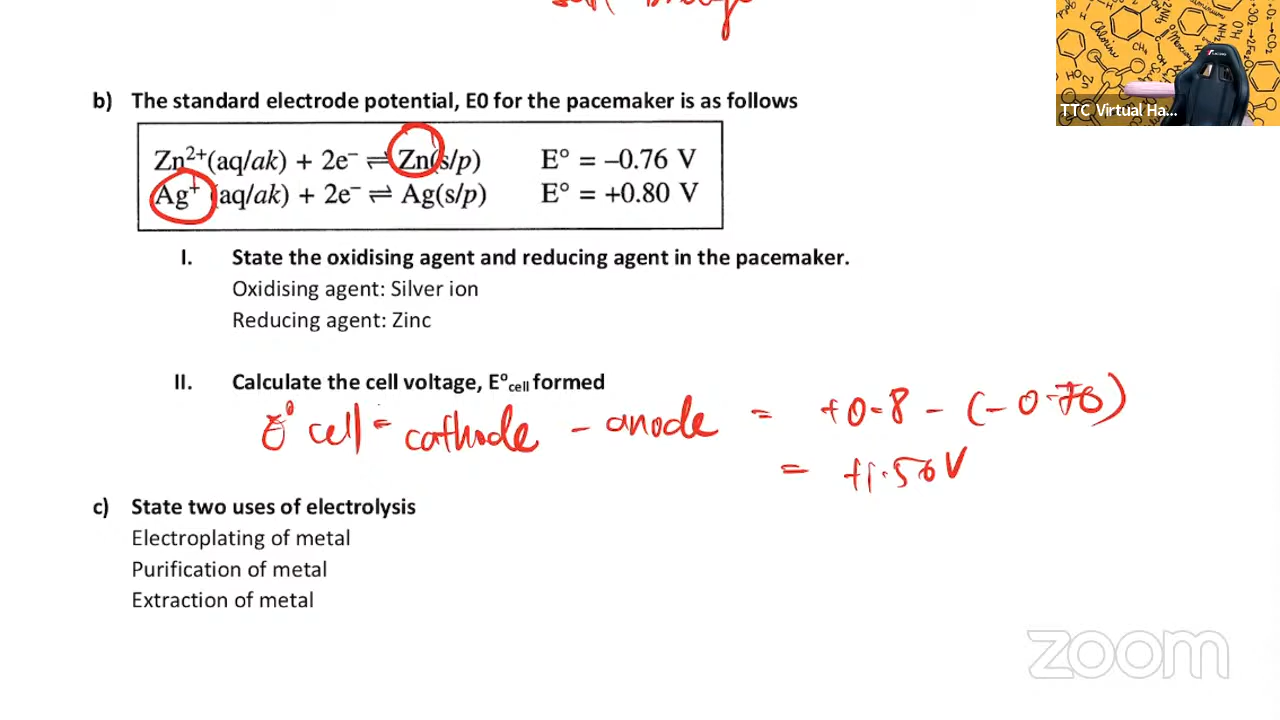 salt bridge
b) The standard electrode potential, E0 for the pacemaker is as follows
Zn²⁺(aq/ak) + 2e⁻ ⇌ Zn(s/p) E° = –0.76 V
Ag⁺ (aq/ak) + 2e⁻ ⇌ Ag(s/p) E° = +0.80 V
I. State the oxidising agent and reducing agent in the pacemaker.
Oxidising agent: Silver ion
Reducing agent: Zinc
II. Calculate the cell voltage, E°cell formed
E° cell = cathode - anode = +0.8 - (-0.76)
= +1.56V
c) State two uses of electrolysis
Electroplating of metal
Purification of metal
Extraction of metal
TTC Virtual Ha...
zoom